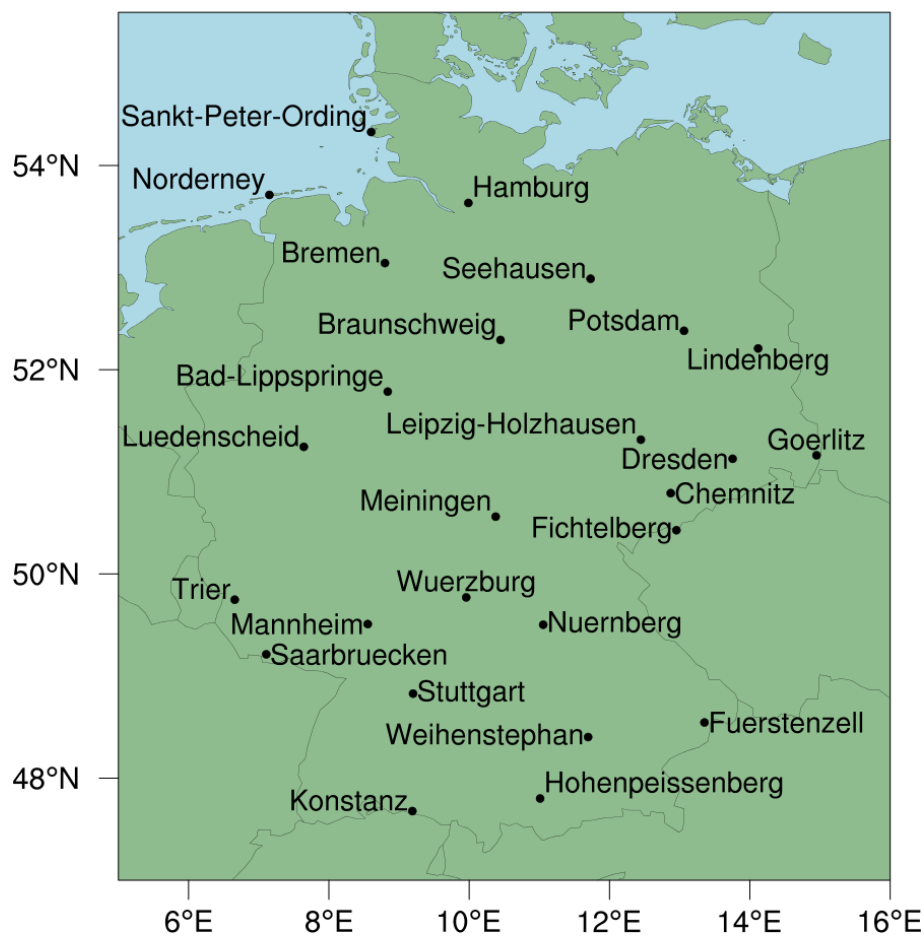 Sankt-Peter-Ording
54°N
Norderney
Hamburg
Bremen
Seehausen
Braunschweig
Potsdam
Lindenberg
52°N
Bad-Lippspringe
Leipzig-Holzhausen
Luedenscheid
Goerlitz
Dresden
Chemnitz
Meiningen
Fichtelberg
50°N
Trier
Wuerzburg
Mannheim
Nuernberg
Saarbruecken
Stuttgart
Fuerstenzell
Weihenstephan
48°N
Hohenpeissenberg
Konstanz
6°E 8°E 10°E 12°E 14°E 16°E